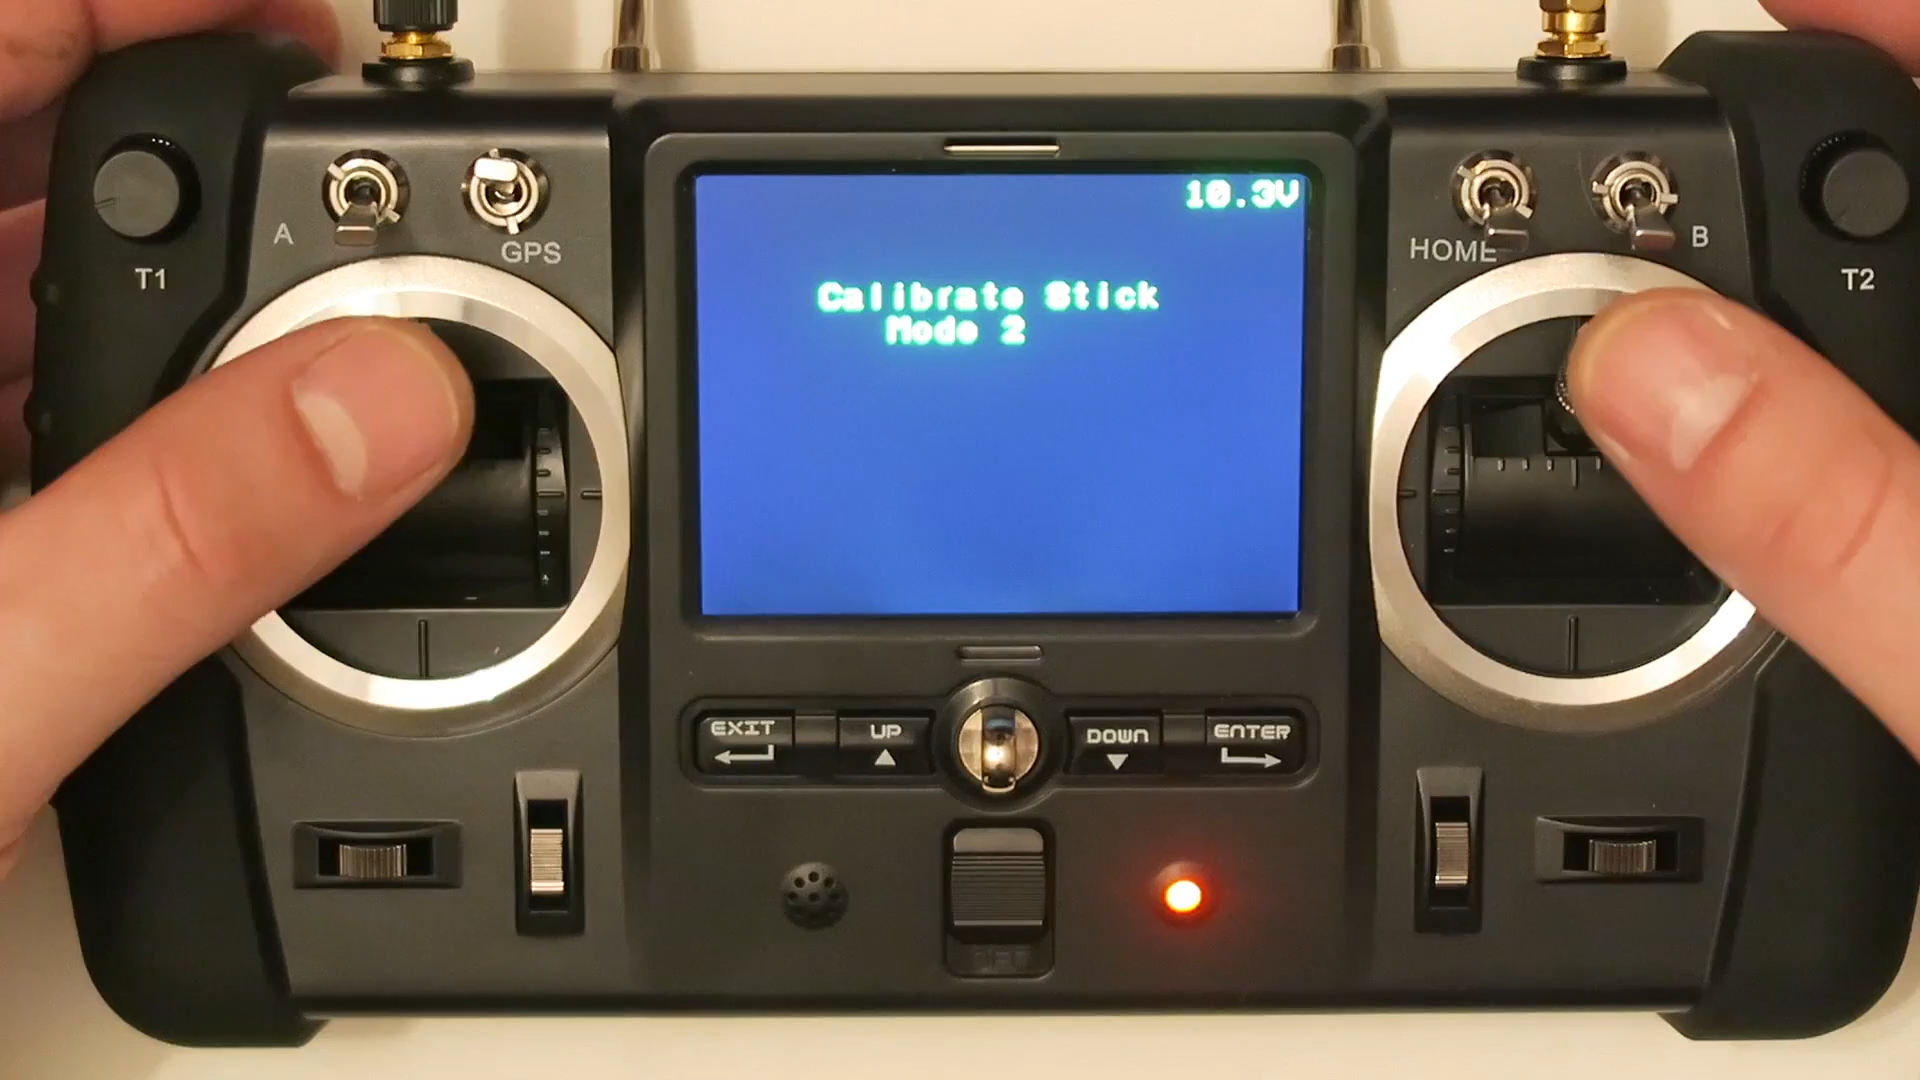 10.3V
Calibrate Stick
Mode 2
A
GPS
HOME
B
T1
T2
EXIT
UP
DOWN
ENTER